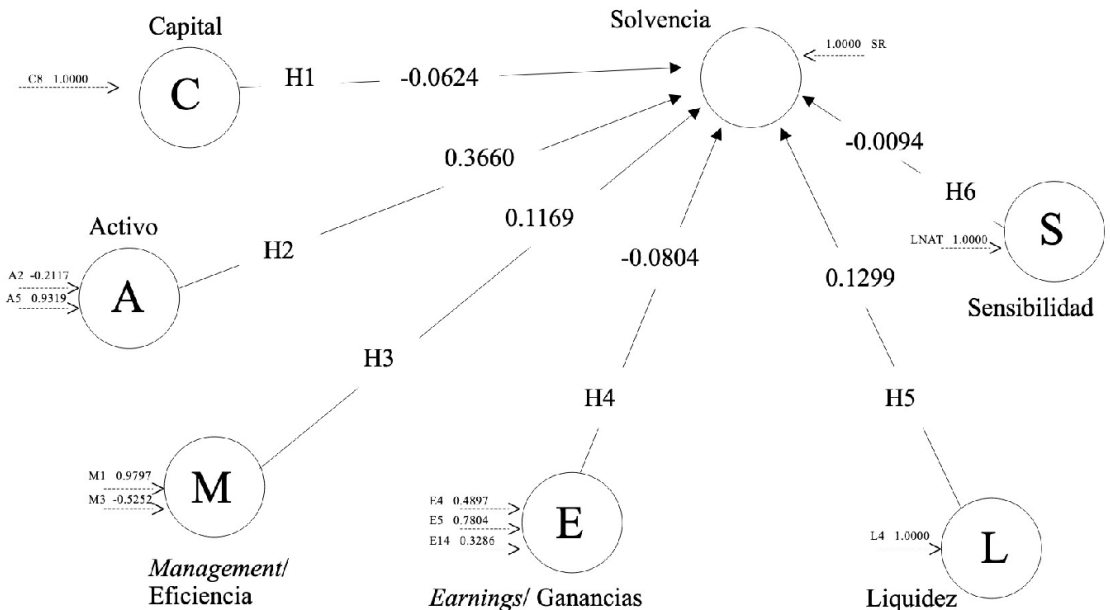 Capital
Solvencia
C8 1.0000
C
H1
-0.0624
1.0000 SR
0.3660
-0.0094
Activo
H2
0.1169
H6
S
LNAT 1.0000
A2 -0.2117
A5 0.9319
A
-0.0804
0.1299
Sensibilidad
H3
H4
H5
M1 0.9797
M3 -0.5252
M
E4 0.4897
E5 0.7804
E14 0.3286
E
L4 1.0000
L
Management/
Eficiencia
Earnings/ Ganancias
Liquidez